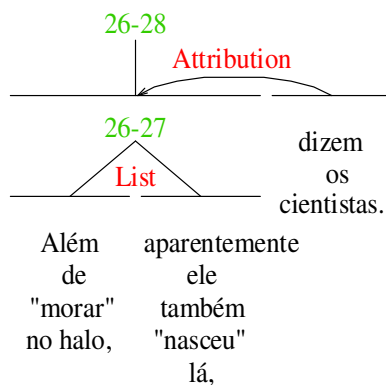 26-28
Attribution
26-27
List
dizem
os
cientistas.
Além
de
"morar"
no halo,
aparentemente
ele
também
"nasceu"
lá,